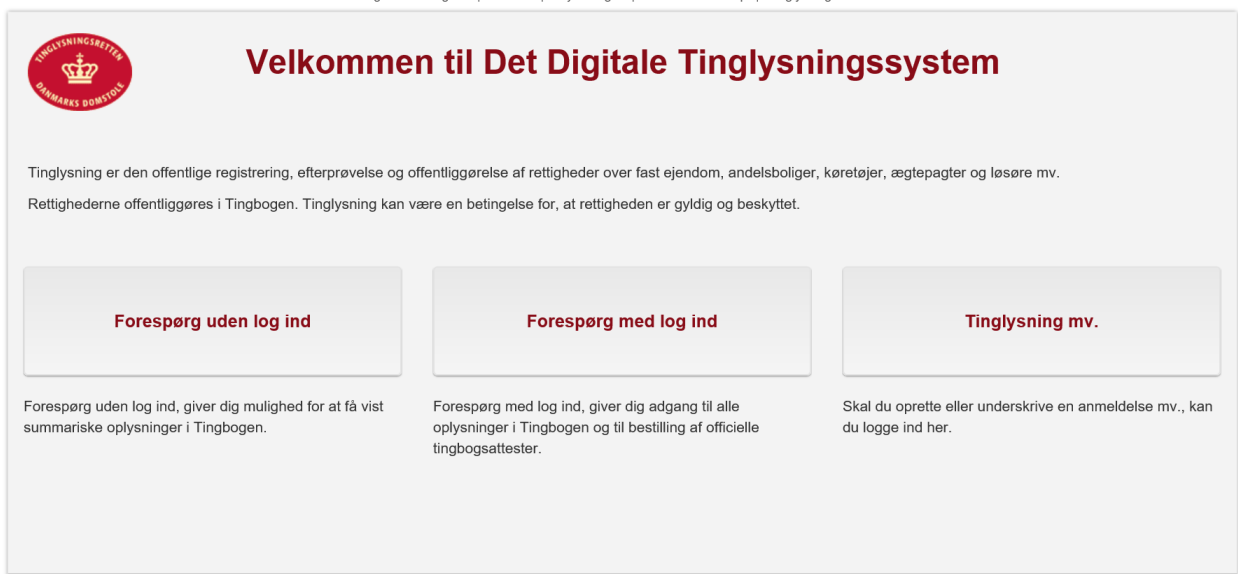 TINGLYSNINGSRETTEN
DANMARKS DOMSTOLE
Velkommen til Det Digitale Tinglysningssystem
Tinglysning er den offentlige registrering, efterprøvelse og offentliggørelse af rettigheder over fast ejendom, andelsboliger, køretøjer, ægtepagter og løsøre mv.
Rettighederne offentliggøres i Tingbogen. Tinglysning kan være en betingelse for, at rettigheden er gyldig og beskyttet.
Forespørg uden log ind
Forespørg med log ind
Tinglysning mv.
Forespørg uden log ind, giver dig mulighed for at få vist
summariske oplysninger i Tingbogen.
Forespørg med log ind, giver dig adgang til alle
oplysninger i Tingbogen og til bestilling af officielle
tingbogsattester.
Skal du oprette eller underskrive en anmeldelse mv., kan
du logge ind her.